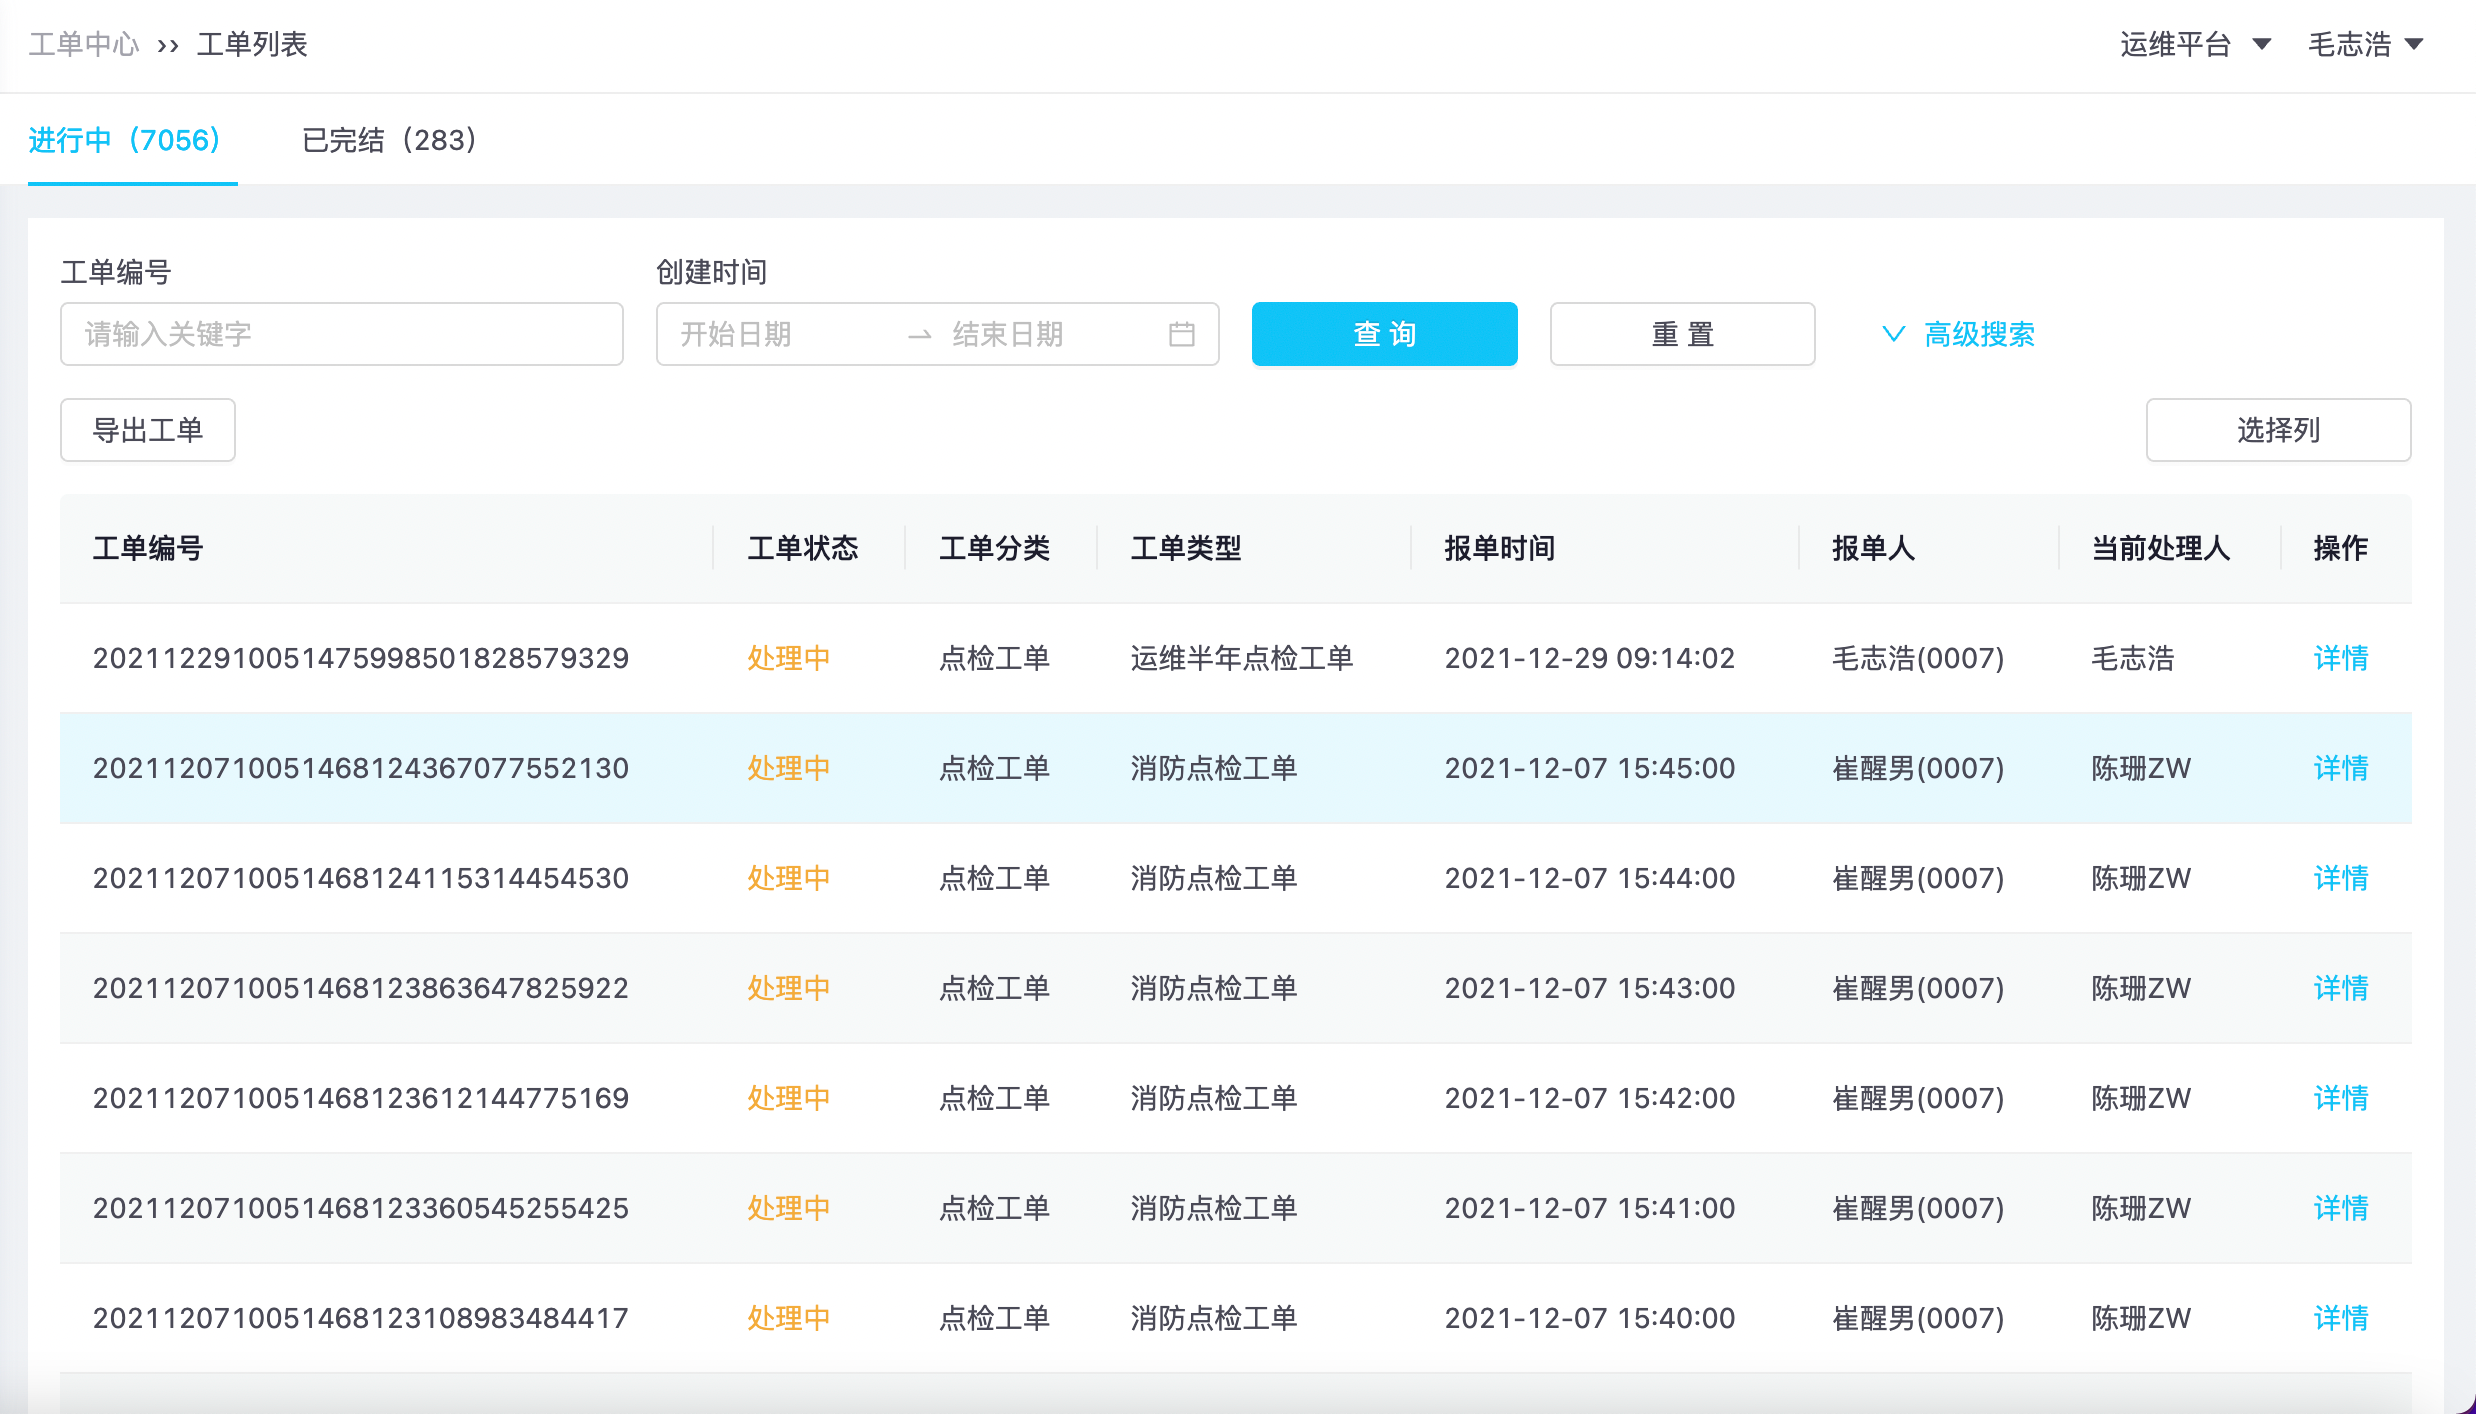 工单中心 ›› 工单列表 运维平台 毛志浩
进行中（7056） 已完结（283）
工单编号 创建时间
请输入关键字 开始日期 → 结束日期 查 询 重 置 高级搜索
导出工单 选择列
工单编号 工单状态 工单分类 工单类型 报单时间 报单人 当前处理人 操作
2021122910051475998501828579329 处理中 点检工单 运维半年点检工单 2021-12-29 09:14:02 毛志浩(0007) 毛志浩 详情
2021120710051468124367077552130 处理中 点检工单 消防点检工单 2021-12-07 15:45:00 崔醒男(0007) 陈珊ZW 详情
2021120710051468124115314454530 处理中 点检工单 消防点检工单 2021-12-07 15:44:00 崔醒男(0007) 陈珊ZW 详情
2021120710051468123863647825922 处理中 点检工单 消防点检工单 2021-12-07 15:43:00 崔醒男(0007) 陈珊ZW 详情
2021120710051468123612144775169 处理中 点检工单 消防点检工单 2021-12-07 15:42:00 崔醒男(0007) 陈珊ZW 详情
2021120710051468123360545255425 处理中 点检工单 消防点检工单 2021-12-07 15:41:00 崔醒男(0007) 陈珊ZW 详情
2021120710051468123108983484417 处理中 点检工单 消防点检工单 2021-12-07 15:40:00 崔醒男(0007) 陈珊ZW 详情